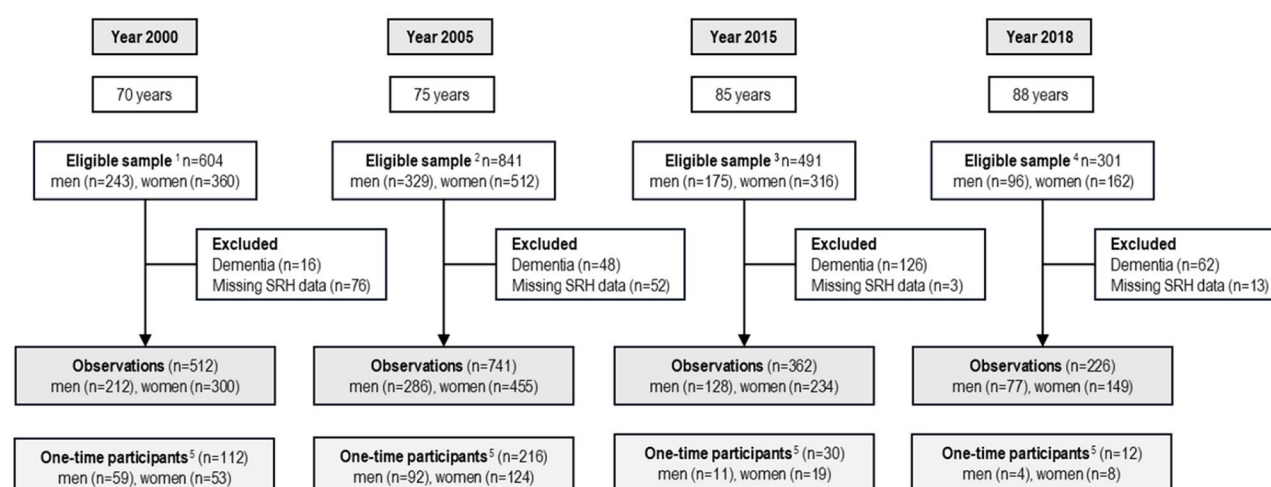 Year 2000
70 years
Eligible sample ¹ n=604
men (n=243), women (n=360)
Excluded
Dementia (n=16)
Missing SRH data (n=76)
Observations (n=512)
men (n=212), women (n=300)
One-time participants ⁵ (n=112)
men (n=59), women (n=53)
Year 2005
75 years
Eligible sample ² n=841
men (n=329), women (n=512)
Excluded
Dementia (n=48)
Missing SRH data (n=52)
Observations (n=741)
men (n=286), women (n=455)
One-time participants ⁵ (n=216)
men (n=92), women (n=124)
Year 2015
85 years
Eligible sample ³ n=491
men (n=175), women (n=316)
Excluded
Dementia (n=126)
Missing SRH data (n=3)
Observations (n=362)
men (n=128), women (n=234)
One-time participants ⁵ (n=30)
men (n=11), women (n=19)
Year 2018
88 years
Eligible sample ⁴ n=301
men (n=96), women (n=162)
Excluded
Dementia (n=62)
Missing SRH data (n=13)
Observations (n=226)
men (n=77), women (n=149)
One-time participants ⁵ (n=12)
men (n=4), women (n=8)